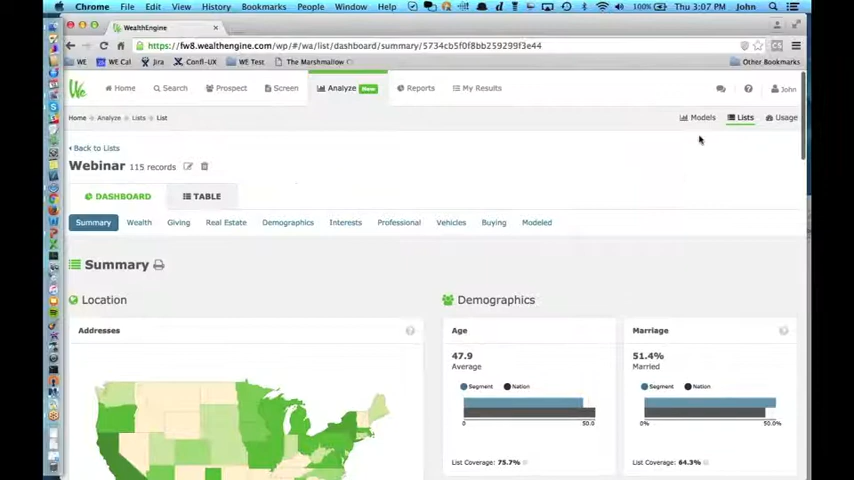 Chrome File Edit View History Bookmarks People Window Help 100% Thu 3:07 PM John
WealthEngine
https://fw8.wealthengine.com/wp/#/wa/list/dashboard/summary/5734cb5f0f8bb259299f3e44
WE WE Cal Jira Confl-UX WE Test The Marshmallow Other Bookmarks
We Home Search Prospect Screen Analyze New Reports My Results John
Home Analyze Lists List Models Lists Usage
Back to Lists
Webinar 115 records
DASHBOARD TABLE
Summary Wealth Giving Real Estate Demographics Interests Professional Vehicles Buying Modeled
Summary
Location Demographics
Addresses Age Marriage
47.9 51.4%
Average Married
Segment Nation Segment Nation
0 50.0 0% 50.0%
List Coverage: 75.7% List Coverage: 64.3%